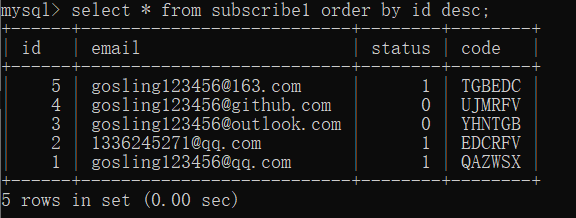 mysql> select * from subscribe1 order by id desc;
+----+--------------------------+--------+--------+
| id | email | status | code |
+----+--------------------------+--------+--------+
| 5 | gosling123456@163.com | 1 | TGBEDC |
| 4 | gosling123456@github.com | 0 | UJMRFV |
| 3 | gosling123456@outlook.com | 0 | YHNTGB |
| 2 | 1336245271@qq.com | 1 | EDCRFV |
| 1 | gosling123456@qq.com | 1 | QAZWSX |
+----+--------------------------+--------+--------+
5 rows in set (0.00 sec)